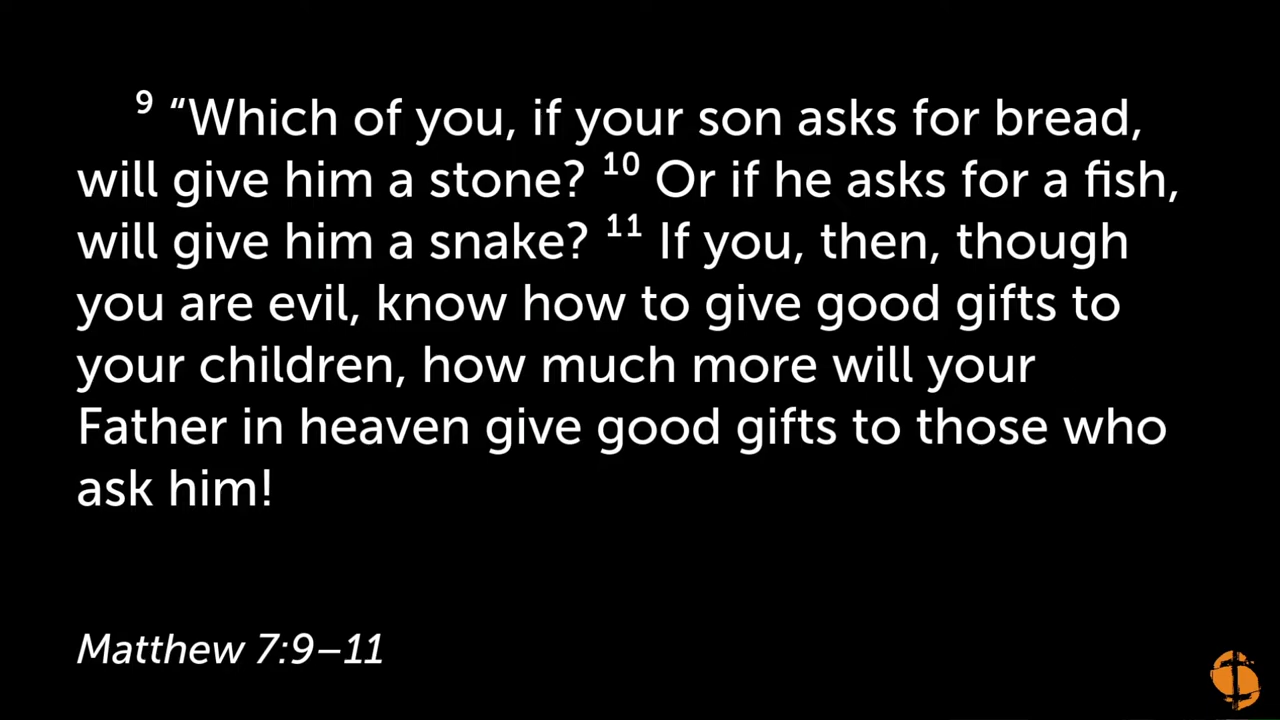 9 “Which of you, if your son asks for bread,
will give him a stone? 10 Or if he asks for a fish,
will give him a snake? 11 If you, then, though
you are evil, know how to give good gifts to
your children, how much more will your
Father in heaven give good gifts to those who
ask him!
Matthew 7:9–11